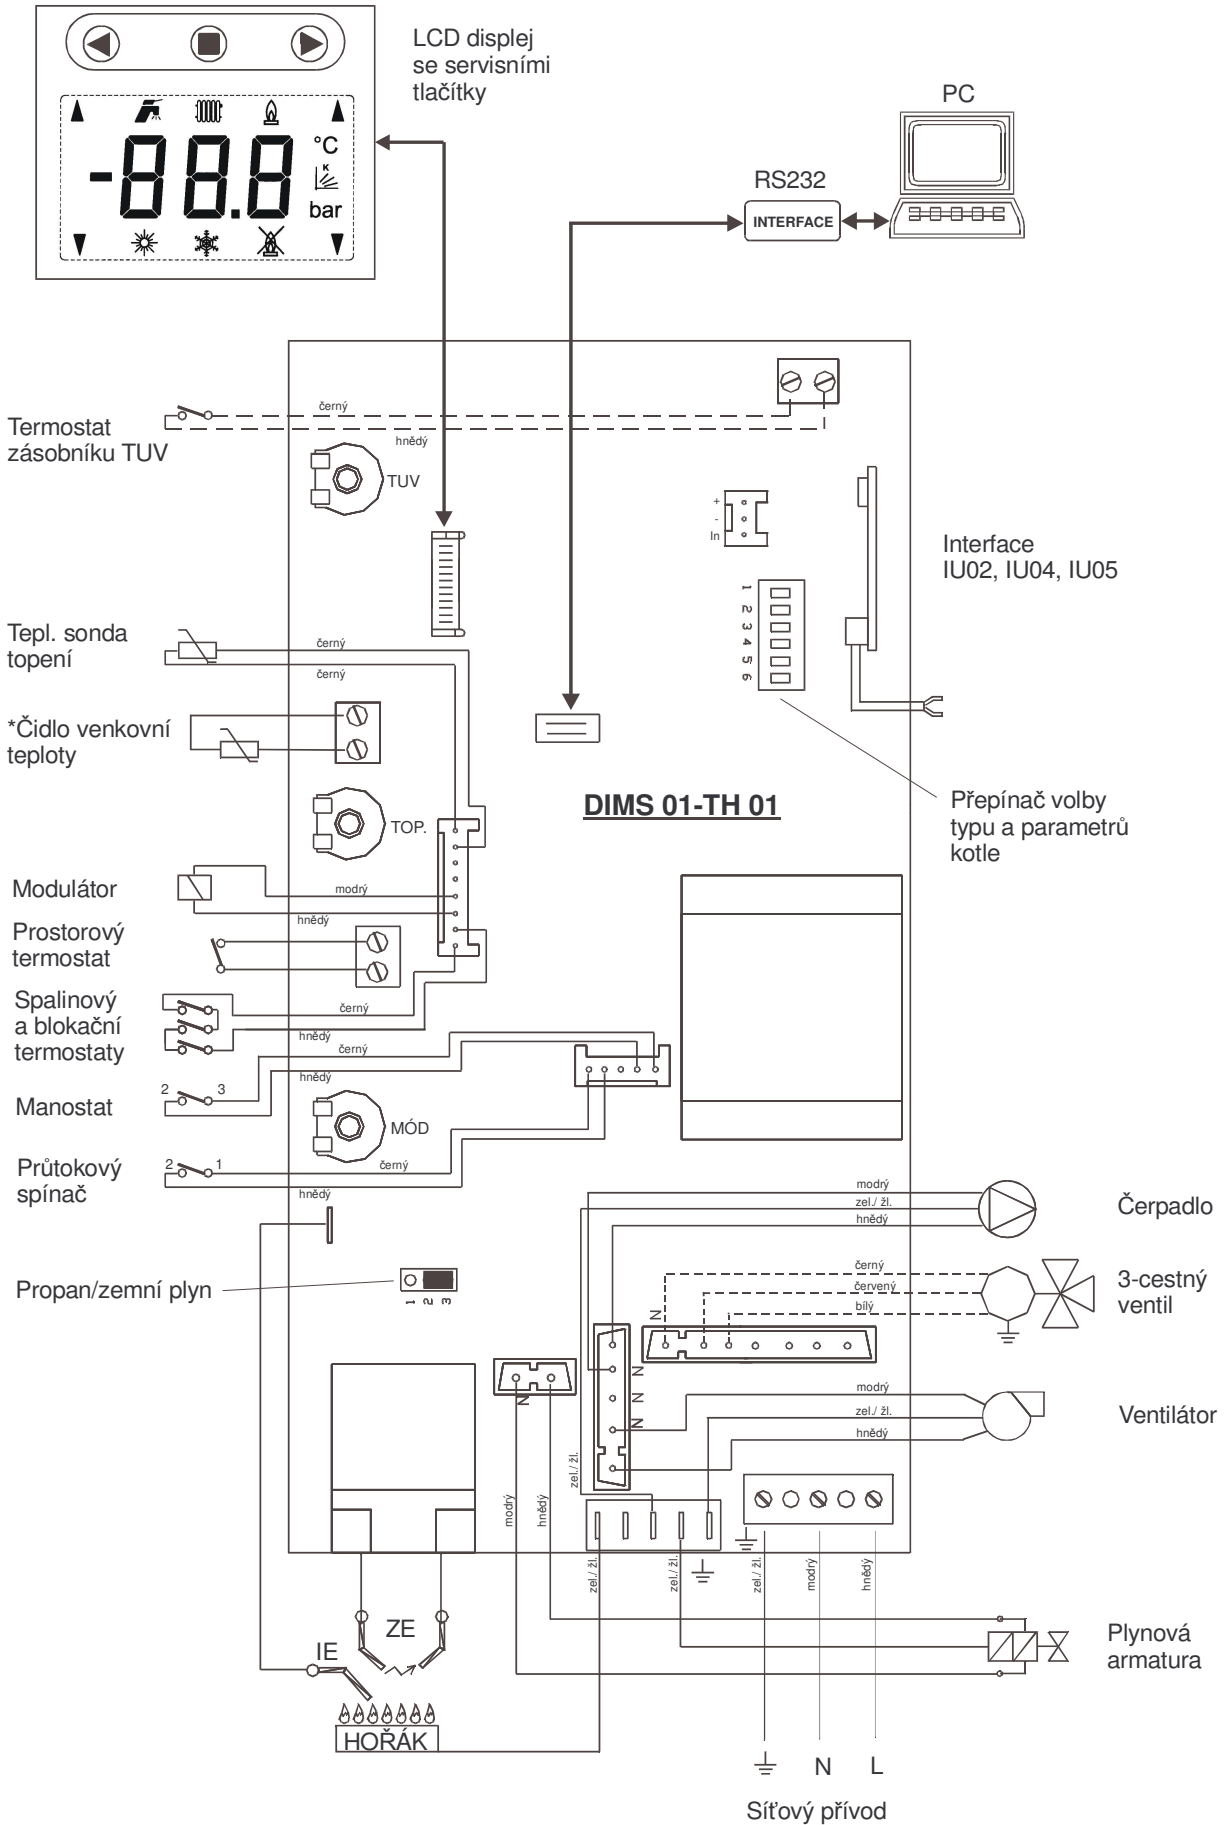 LCD displej
se servisními
tlačítky
-88.8
°C
K
bar
PC
RS232
INTERFACE
Termostat
zásobníku TUV
černý
hnědý
TUV
+
-
In
Interface
IU02, IU04, IU05
1
2
3
4
5
6
Tepl. sonda
topení
černý
černý
*Čidlo venkovní
teploty
DIMS 01-TH 01
Přepínač volby
typu a parametrů
kotle
TOP.
Modulátor
modrý
hnědý
Prostorový
termostat
Spalinový
a blokační
termostaty
černý
hnědý
černý
hnědý
Manostat
2
3
MÓD
Průtokový
spínač
2
1
černý
hnědý
modrý
zel./ žl.
hnědý
Čerpadlo
Propan/zemní plyn
1
2
3
černý
červený
bílý
3-cestný
ventil
N
N
N
N
N
modrý
zel./ žl.
hnědý
Ventilátor
zel./ žl.
modrý
hnědý
zel./ žl.
zel./ žl.
zel./ žl.
modrý
hnědý
ZE
IE
HOŘÁK
Plynová
armatura
N
L
Síťový přívod